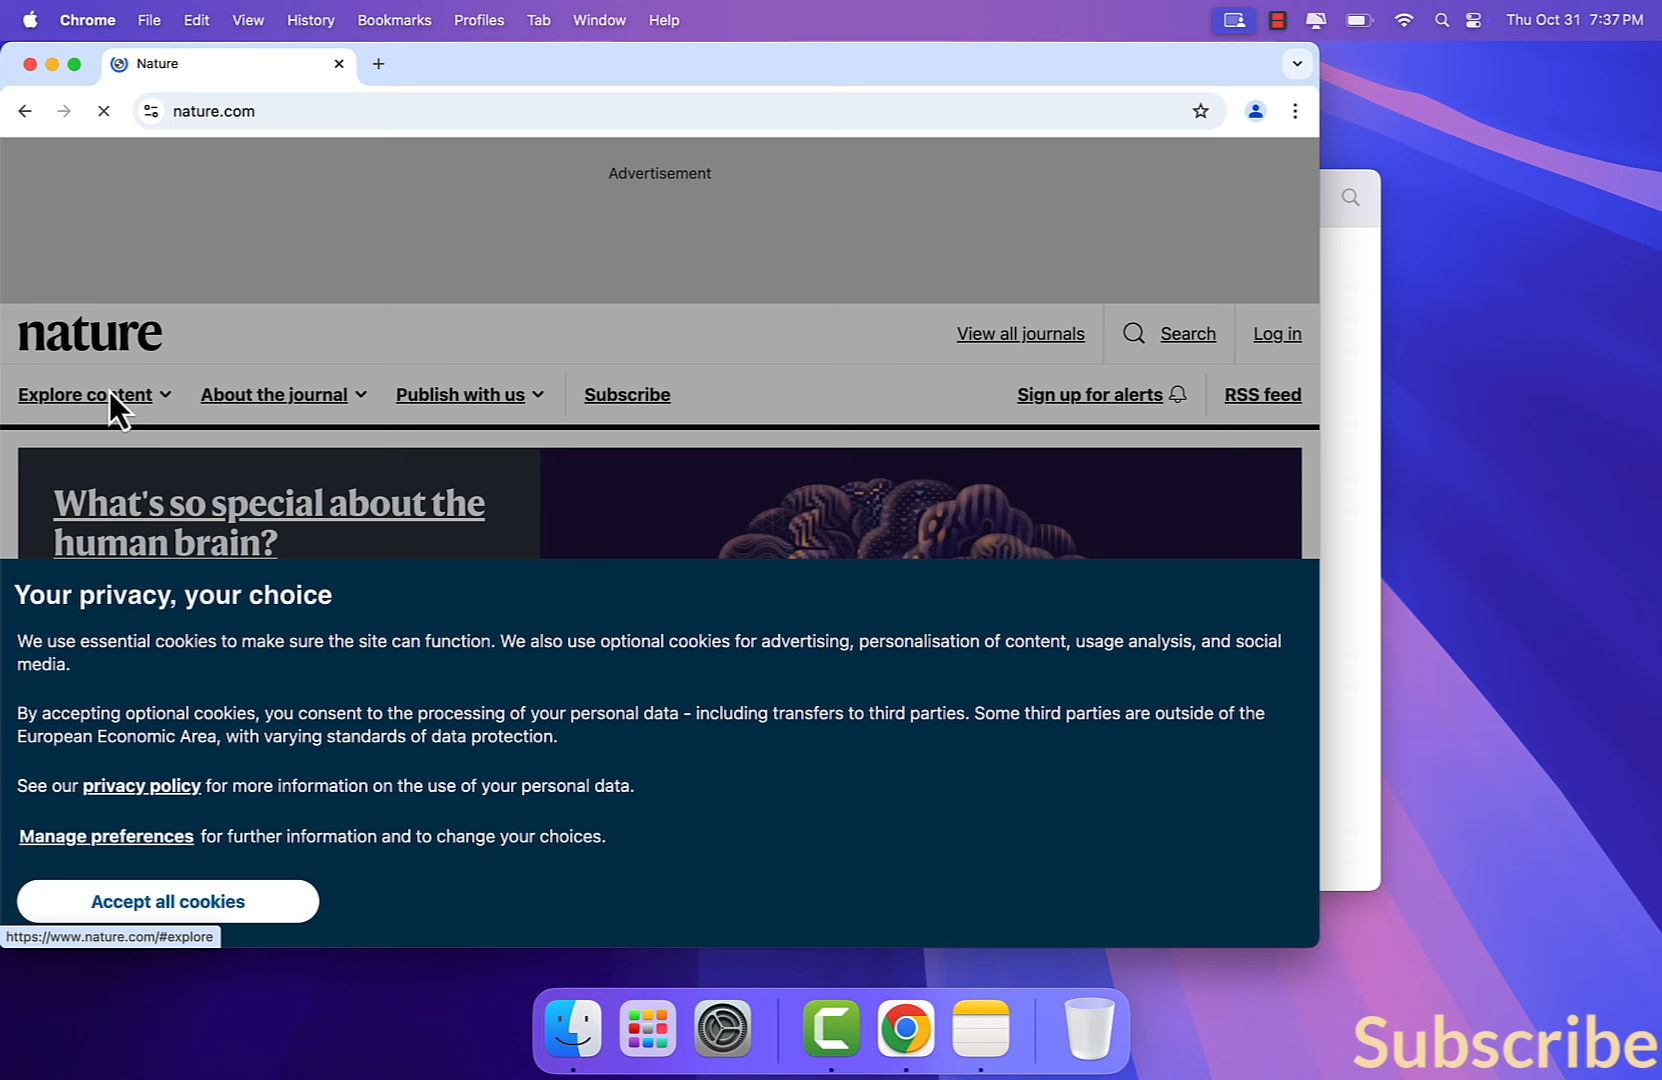 Chrome File Edit View History Bookmarks Profiles Tab Window Help Thu Oct 31 7:37 PM
Nature
nature.com
Advertisement
nature View all journals Search Log in
Explore content About the journal Publish with us Subscribe Sign up for alerts RSS feed
What's so special about the
human brain?
Your privacy, your choice
We use essential cookies to make sure the site can function. We also use optional cookies for advertising, personalisation of content, usage analysis, and social
media.
By accepting optional cookies, you consent to the processing of your personal data - including transfers to third parties. Some third parties are outside of the
European Economic Area, with varying standards of data protection.
See our privacy policy for more information on the use of your personal data.
Manage preferences for further information and to change your choices.
Accept all cookies
https://www.nature.com/#explore
Subscribe